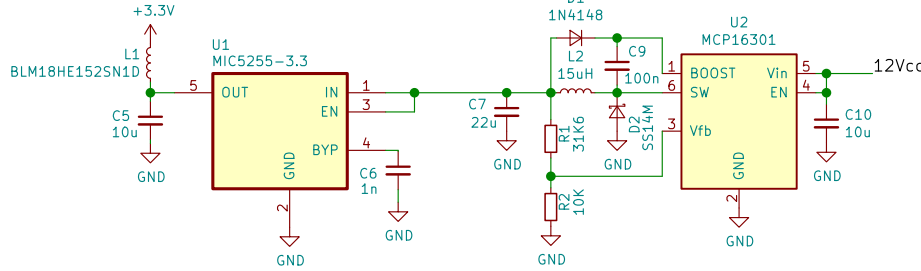 +3.3V
L1
BLM18HE152SN1D
C5
10u
GND
U1
MIC5255-3.3
5
OUT
IN
1
EN
3
BYP
4
GND
2
GND
C6
1n
GND
C7
22u
GND
1N4148
L2
15uH
C9
100n
R1
31K6
R2
10K
GND
D2
SS14M
GND
U2
MCP16301
1
BOOST
6
SW
3
Vfb
Vin
5
EN
4
GND
2
GND
12Vcc
C10
10u
GND